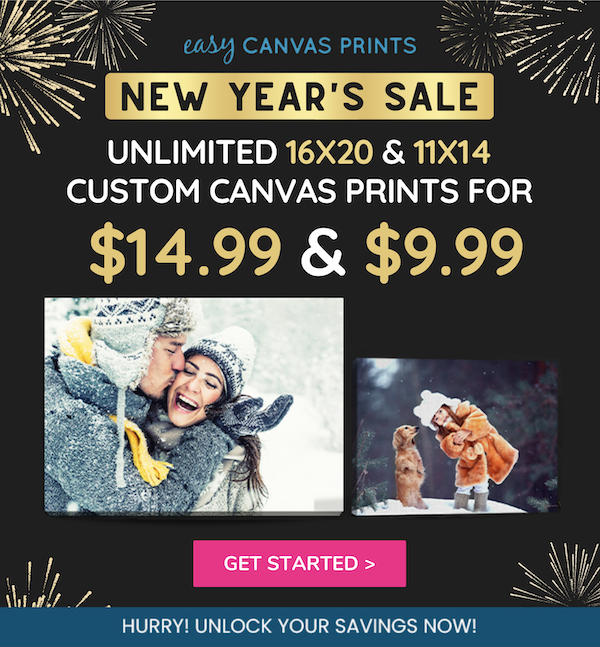 easy CANVAS PRINTS
NEW YEAR'S SALE
UNLIMITED 16X20 & 11X14
CUSTOM CANVAS PRINTS FOR
$14.99 & $9.99
GET STARTED >
HURRY! UNLOCK YOUR SAVINGS NOW!